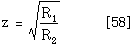 z = √(R₁/R₂) [58]